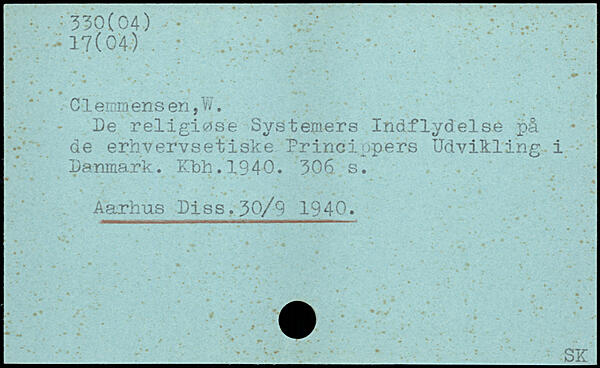 330(04)
17(04)
Clemmensen,W.
De religiøse Systemers Indflydelse på
de erhvervsetiske Princippers Udvikling i
Danmark. Kbh.1940. 306 s.
Aarhus Diss.30/9 1940.
SK